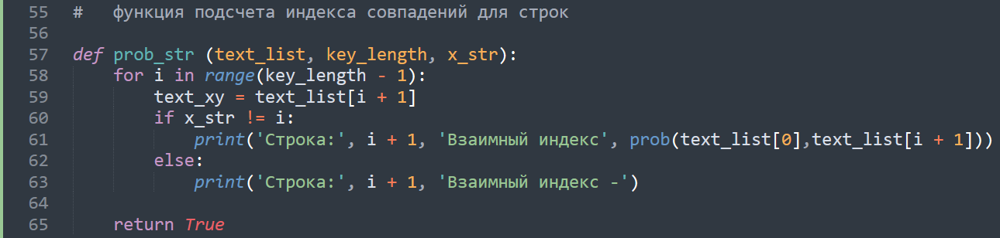 55 #   функция подсчета индекса совпадений для строк
56
57 def prob_str (text_list, key_length, x_str):
58     for i in range(key_length - 1):
59         text_xy = text_list[i + 1]
60         if x_str != i:
61             print('Строка:', i + 1, 'Взаимный индекс', prob(text_list[0],text_list[i + 1]))
62         else:
63             print('Строка:', i + 1, 'Взаимный индекс -')
64
65     return True